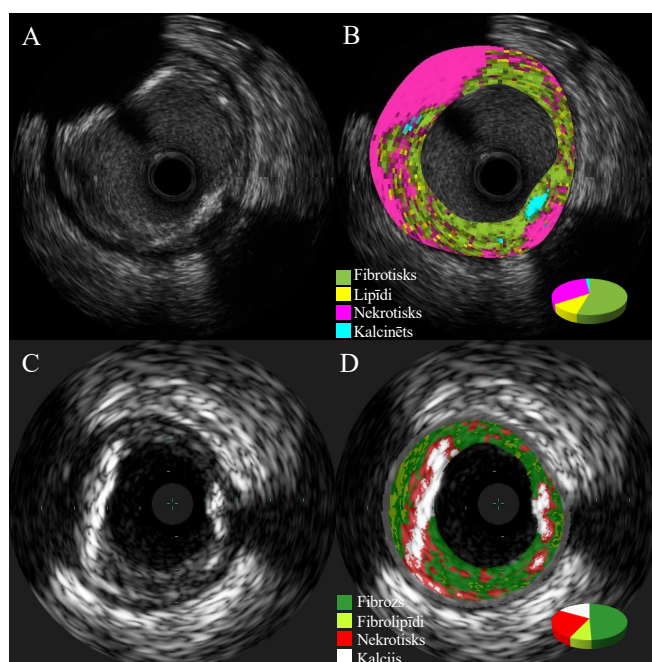 A
B
Fibrotisks
Lipīdi
Nekrotisks
Kalcinēts
C
D
Fibrozs
Fibrolipīdi
Nekrotisks
Kalcijs